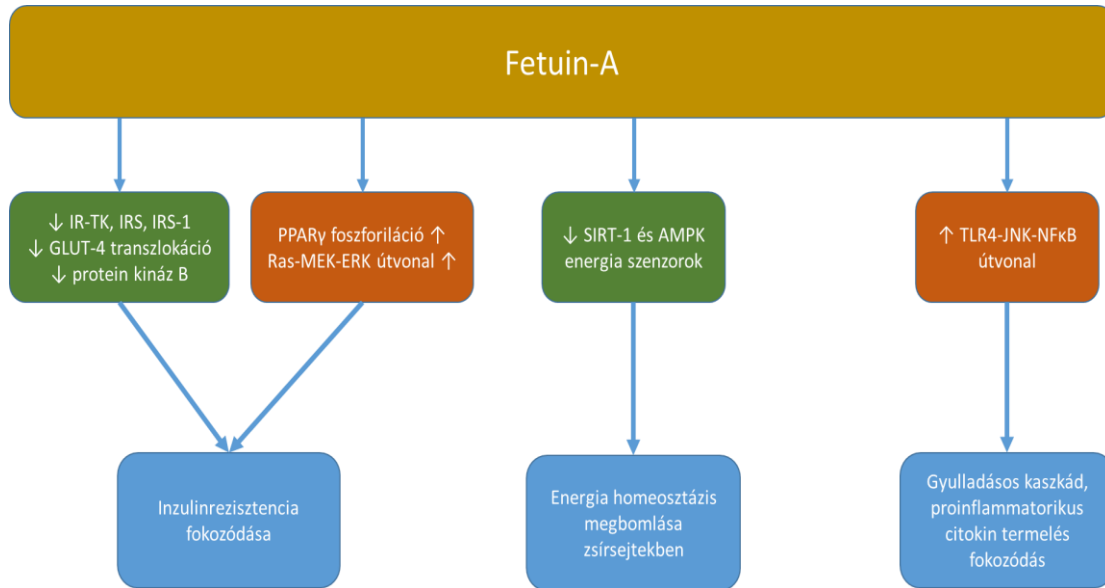 Fetuin-A
↓ IR-TK, IRS, IRS-1
↓ GLUT-4 transzlokáció
↓ protein kináz B
PPARγ foszforiláció ↑
Ras-MEK-ERK útvonal ↑
↓ SIRT-1 és AMPK
energia szenzorok
↑ TLR4-JNK-NFκB
útvonal
Inzulinrezisztencia
fokozódása
Energia homeosztázis
megbomlása
zsírsejtekben
Gyulladásos kaszkád,
proinflammatorikus
citokin termelés
fokozódás